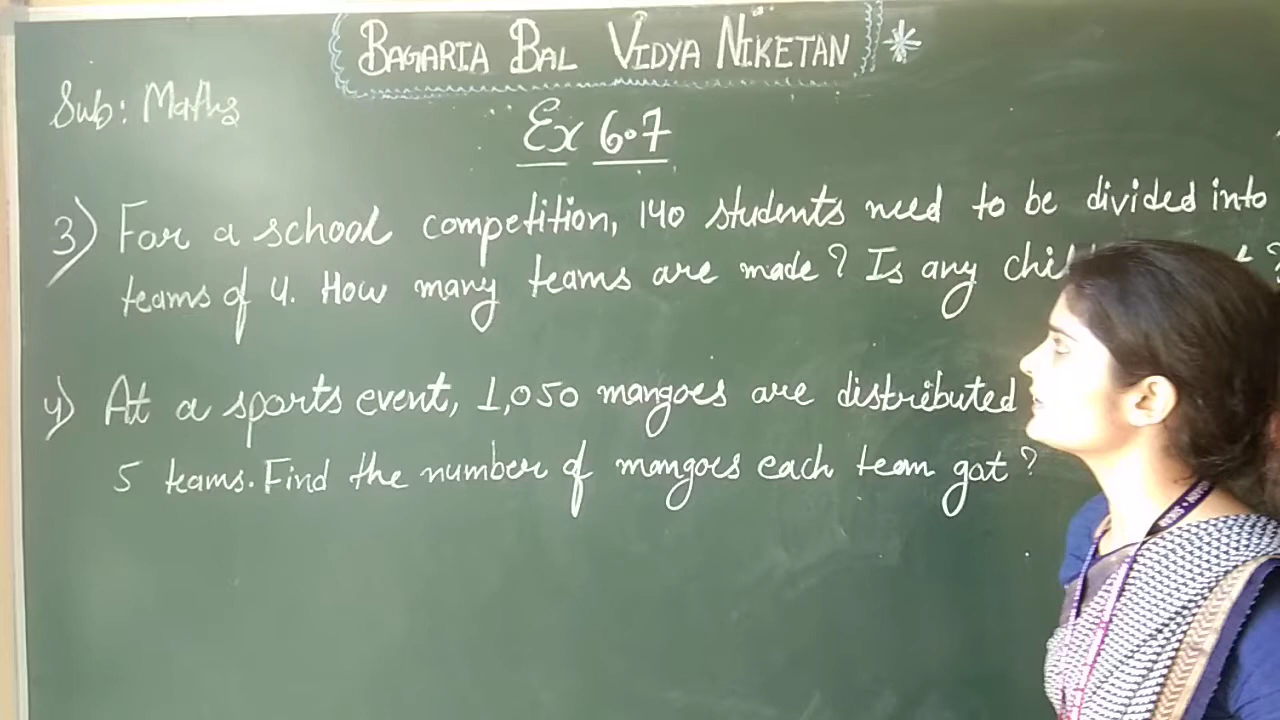 BAGARIA BAL VIDYA NIKETAN
Sub: Maths
Ex 6.7
3) For a school competition, 140 students need to be divided into
teams of 4. How many teams are made? Is any
4) At a sports event, 1,050 mangoes are distributed
5 teams. Find the number of mangoes each team got?